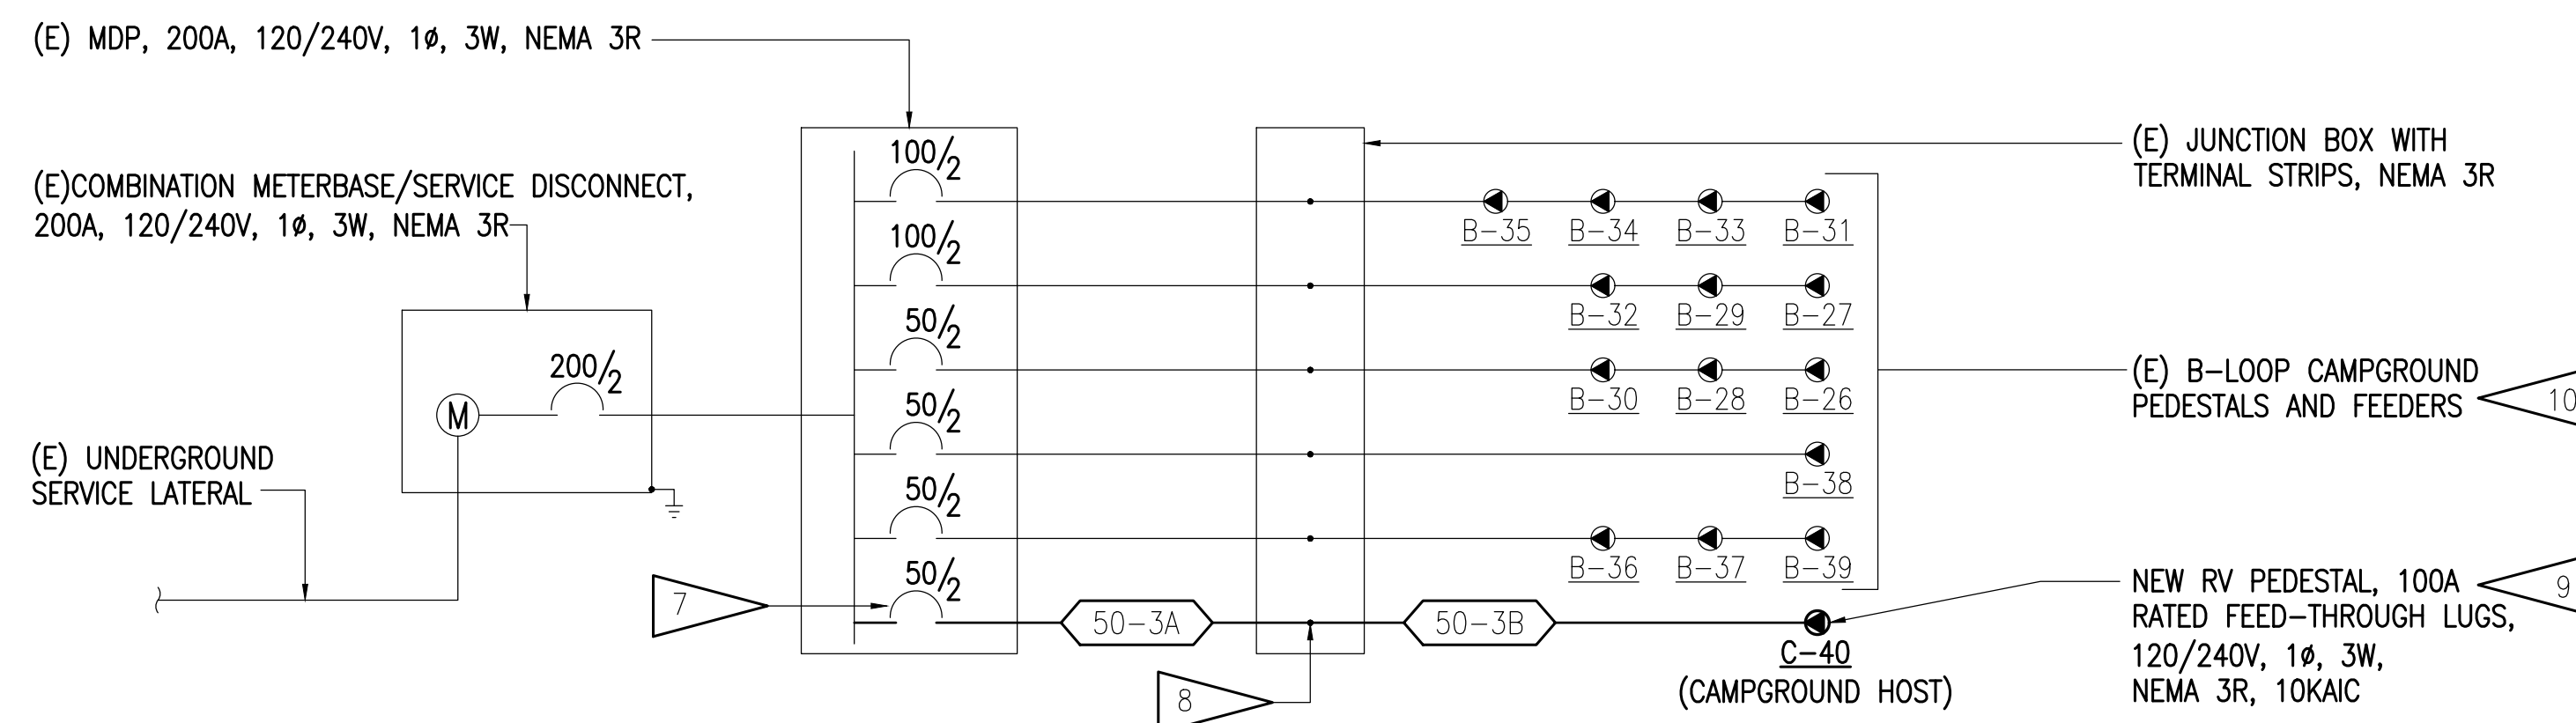 (E) MDP, 200A, 120/240V, 1ø, 3W, NEMA 3R
(E)COMBINATION METERBASE/SERVICE DISCONNECT,
200A, 120/240V, 1ø, 3W, NEMA 3R
(E) UNDERGROUND
SERVICE LATERAL
M
200/2
100/2
100/2
50/2
50/2
50/2
50/2
7
8
50-3A
50-3B
B-35 B-34 B-33 B-31
B-32 B-29 B-27
B-30 B-28 B-26
B-38
B-36 B-37 B-39
C-40
(CAMPGROUND HOST)
(E) JUNCTION BOX WITH
TERMINAL STRIPS, NEMA 3R
(E) B-LOOP CAMPGROUND
PEDESTALS AND FEEDERS
10
NEW RV PEDESTAL, 100A
RATED FEED-THROUGH LUGS,
120/240V, 1ø, 3W,
NEMA 3R, 10KAIC
9